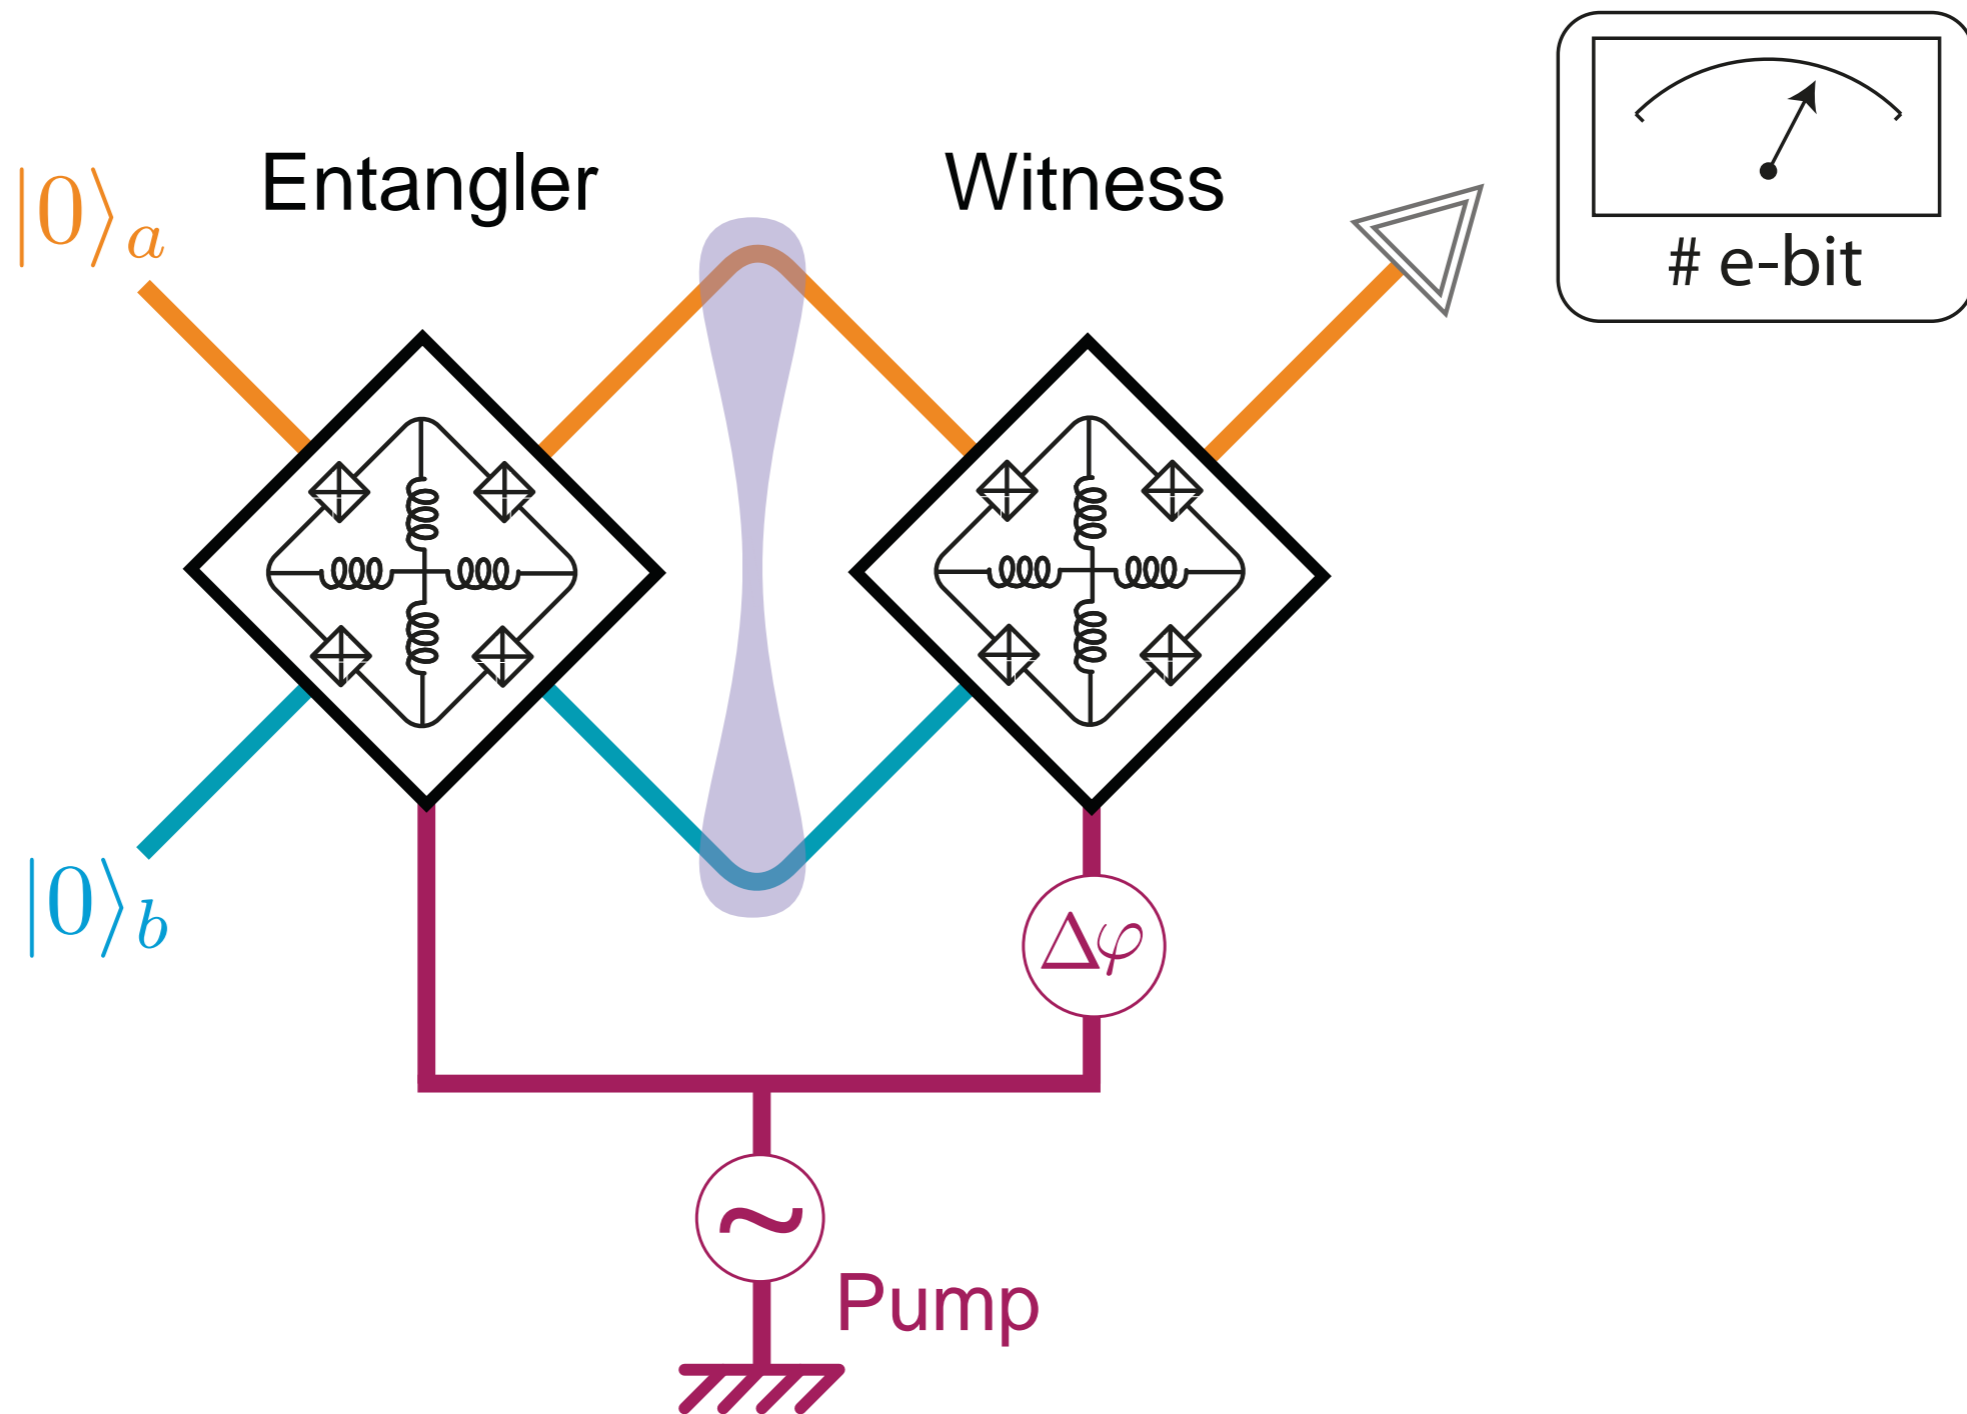 |0⟩a
Entangler
Witness
# e-bit
|0⟩b
Δφ
~
Pump